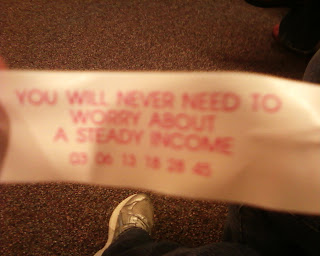 YOU WILL NEVER NEED TO
WORRY ABOUT
A STEADY INCOME
03 06 13 18 28 45